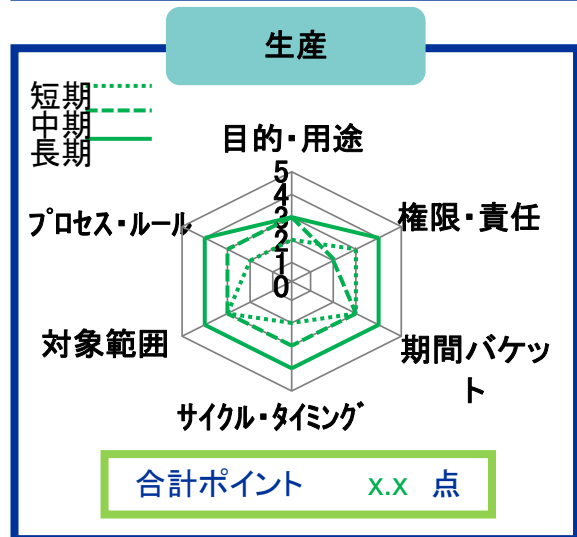 生産
短期
中期
長期
目的・用途
5
4
3
2
1
0
プロセス・ルール
権限・責任
対象範囲
期間バケッ
ト
サイクル・タイミング
合計ポイント x.x 点